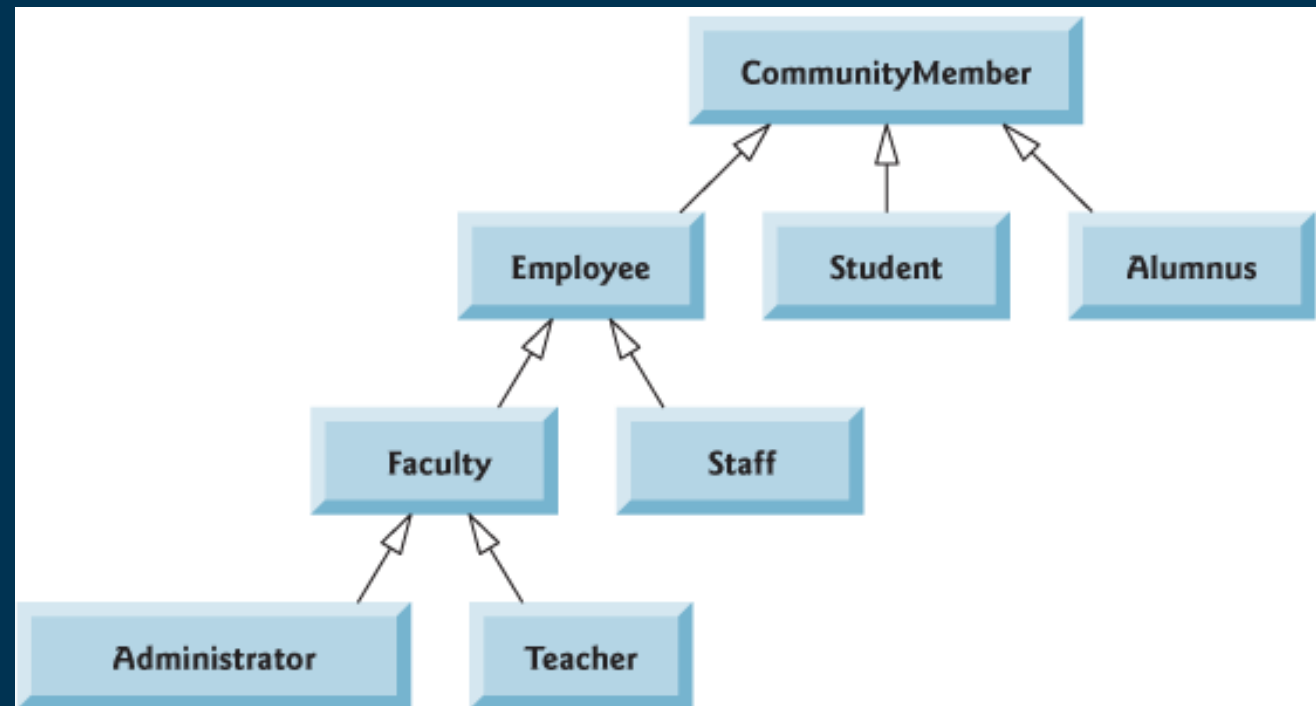 CommunityMember
Employee
Student
Alumnus
Faculty
Staff
Administrator
Teacher